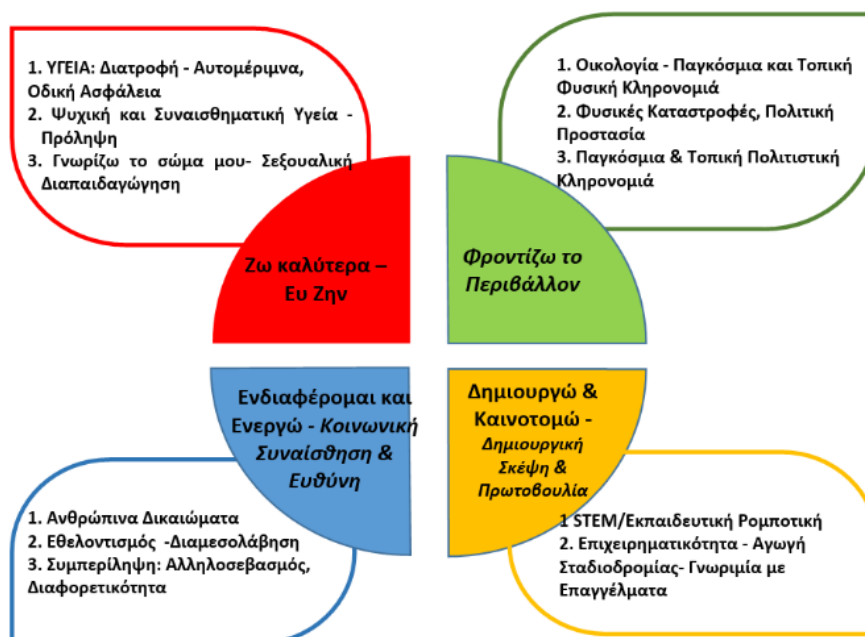 1. ΥΓΕΙΑ: Διατροφή - Αυτομέριμνα,
Οδική Ασφάλεια
2. Ψυχική και Συναισθηματική Υγεία -
Πρόληψη
3. Γνωρίζω το σώμα μου- Σεξουαλική
Διαπαιδαγώγηση
1. Οικολογία - Παγκόσμια και Τοπική
Φυσική Κληρονομιά
2. Φυσικές Καταστροφές, Πολιτική
Προστασία
3. Παγκόσμια & Τοπική Πολιτιστική
Κληρονομιά
Ζω καλύτερα –
Ευ Ζην
Φροντίζω το
Περιβάλλον
Ενδιαφέρομαι και
Ενεργώ - Κοινωνική
Συναίσθηση &
Ευθύνη
Δημιουργώ &
Καινοτομώ -
Δημιουργική
Σκέψη &
Πρωτοβουλία
1. Ανθρώπινα Δικαιώματα
2. Εθελοντισμός -Διαμεσολάβηση
3. Συμπερίληψη: Αλληλοσεβασμός,
Διαφορετικότητα
1 STEM/Εκπαιδευτική Ρομποτική
2. Επιχειρηματικότητα - Αγωγή
Σταδιοδρομίας- Γνωριμία με
Επαγγέλματα